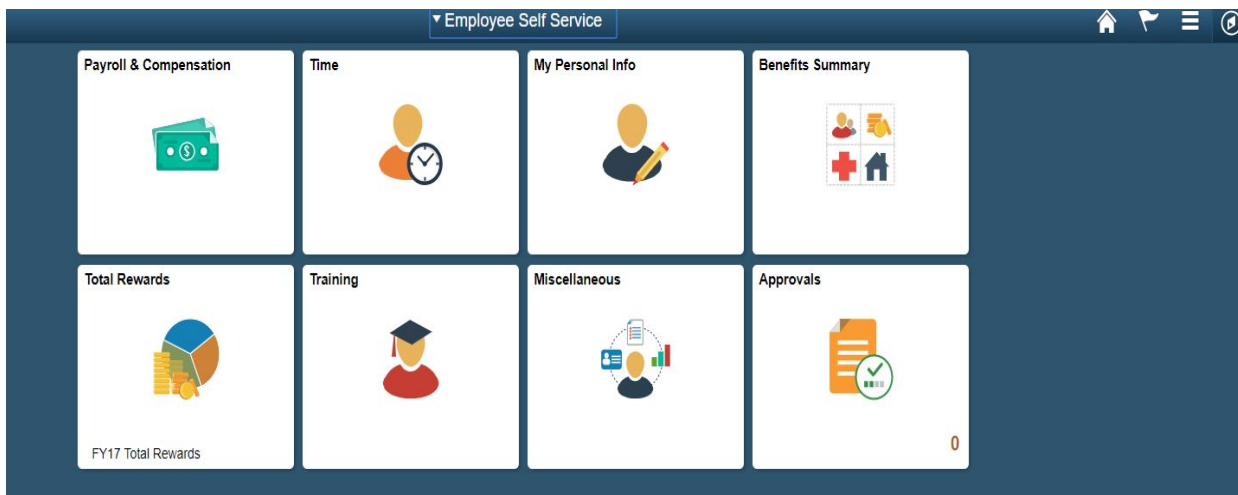 Employee Self Service
Payroll & Compensation
Time
My Personal Info
Benefits Summary
Total Rewards
Training
Miscellaneous
Approvals
FY17 Total Rewards
0